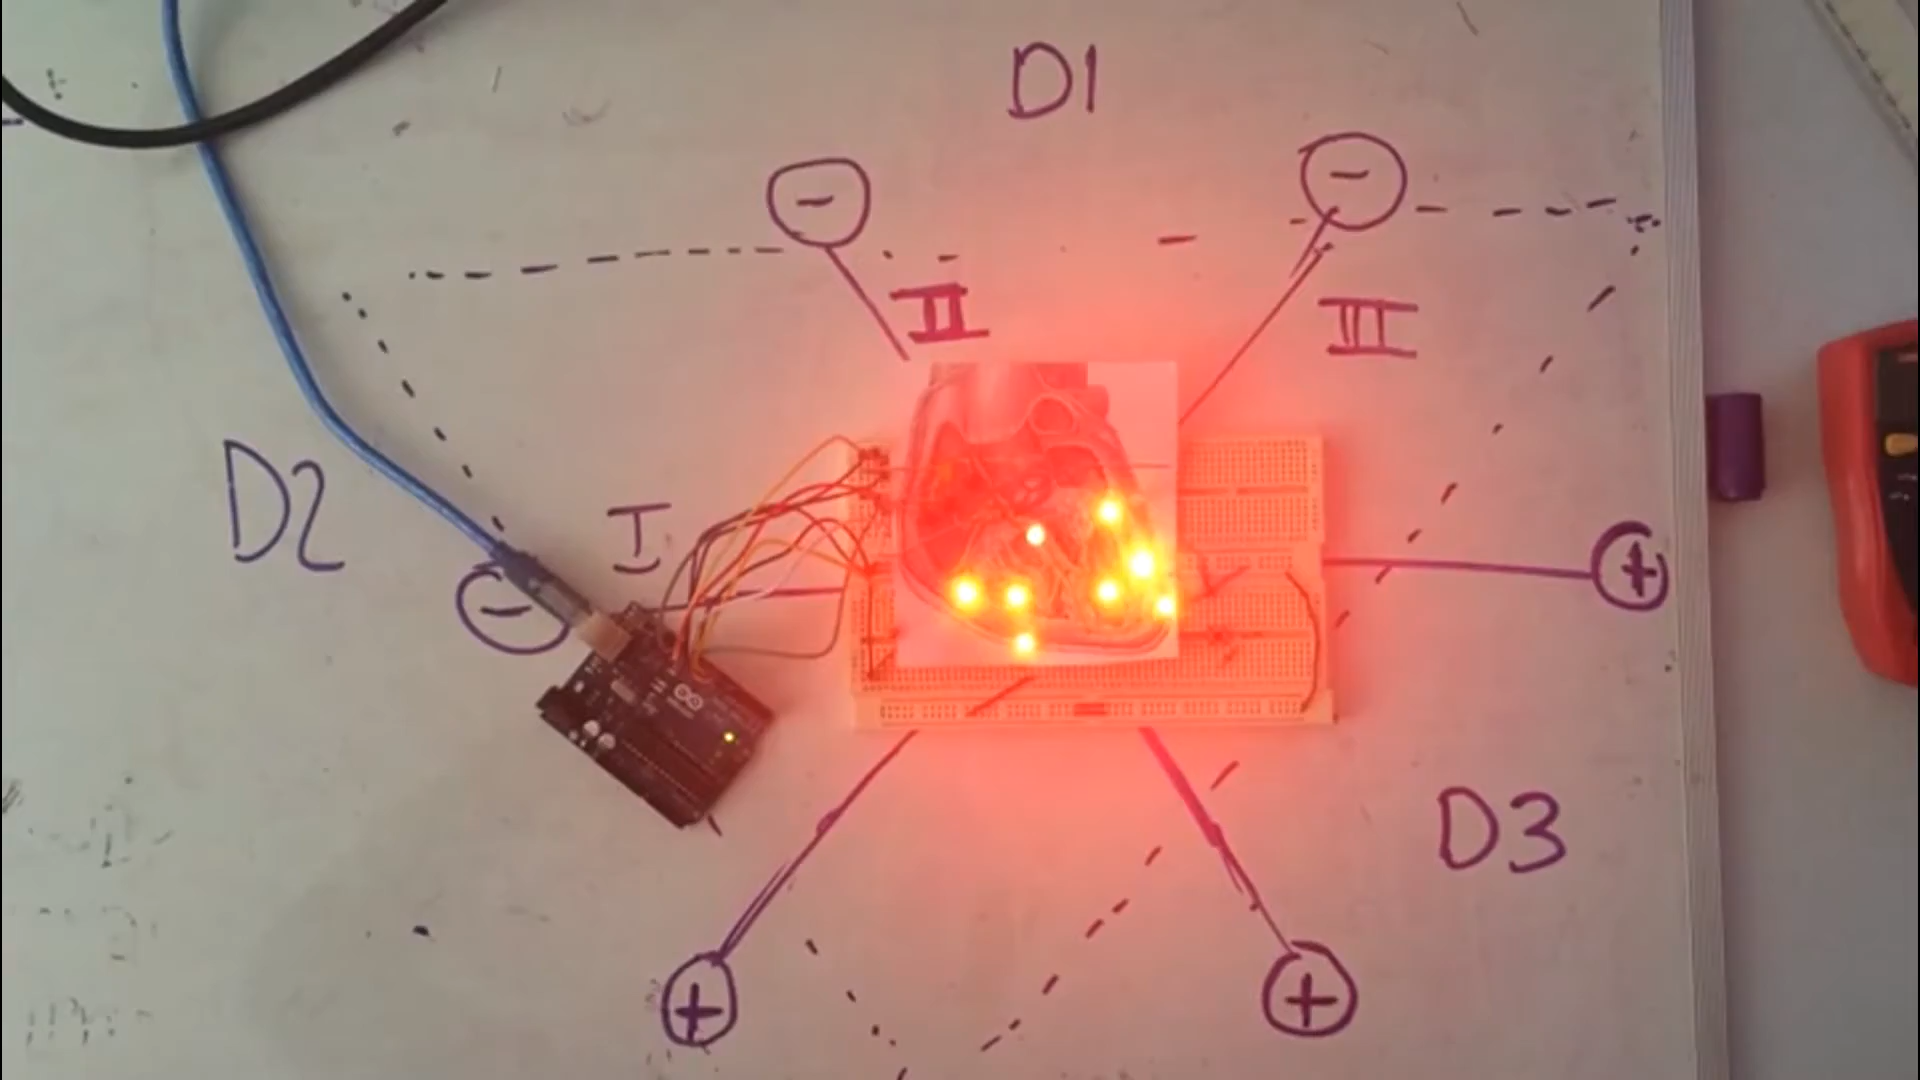 D1
-
-
II
III
D2
I
-
+
D3
+
+